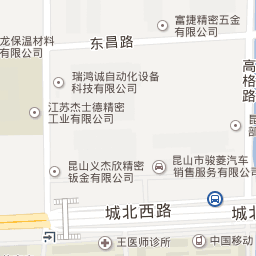 富捷精密五金
有限公司
龙保温材料
有限公司
东昌路
高格路
瑞鸿诚自动化设备
科技有限公司
江苏杰士德精密
工业有限公司
昆
昆山义杰欣精密
钣金有限公司
昆山市骏菱汽车
销售服务有限公司
城北西路
城北
王医师诊所
中国移动